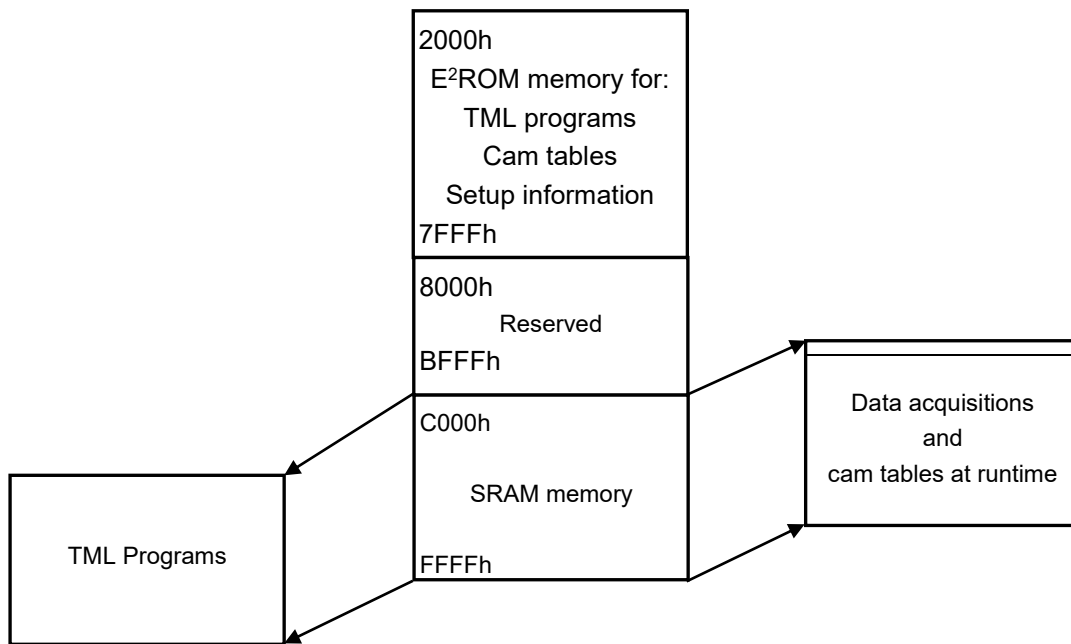 2000h
E²ROM memory for:
TML programs
Cam tables
Setup information
7FFFh
8000h
Reserved
BFFFh
C000h
SRAM memory
FFFFh
Data acquisitions
and
cam tables at runtime
TML Programs